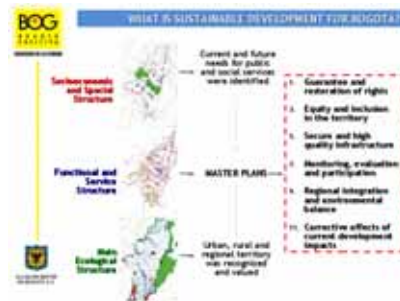 WHAT IS SUSTAINABLE DEVELOPMENT FOR BOGOTA?
BOG
BOGOTA
POSITIVA
Socioeconomic
and Spacial
Structure
Current and future
needs for public
and social services
were identified
Functional and
Service
Structure
MASTER PLANS
Main
Ecological
Structure
Urban, rural and
regional territory
was recognized
and valued
Guarantee and
restoration of rights
Equity and inclusion
in the territory
Secure and high
quality infrastructure
Monitoring, evaluation
and participation
Regional integration
and environmental
balance
Corrective effects of
current development
impacts